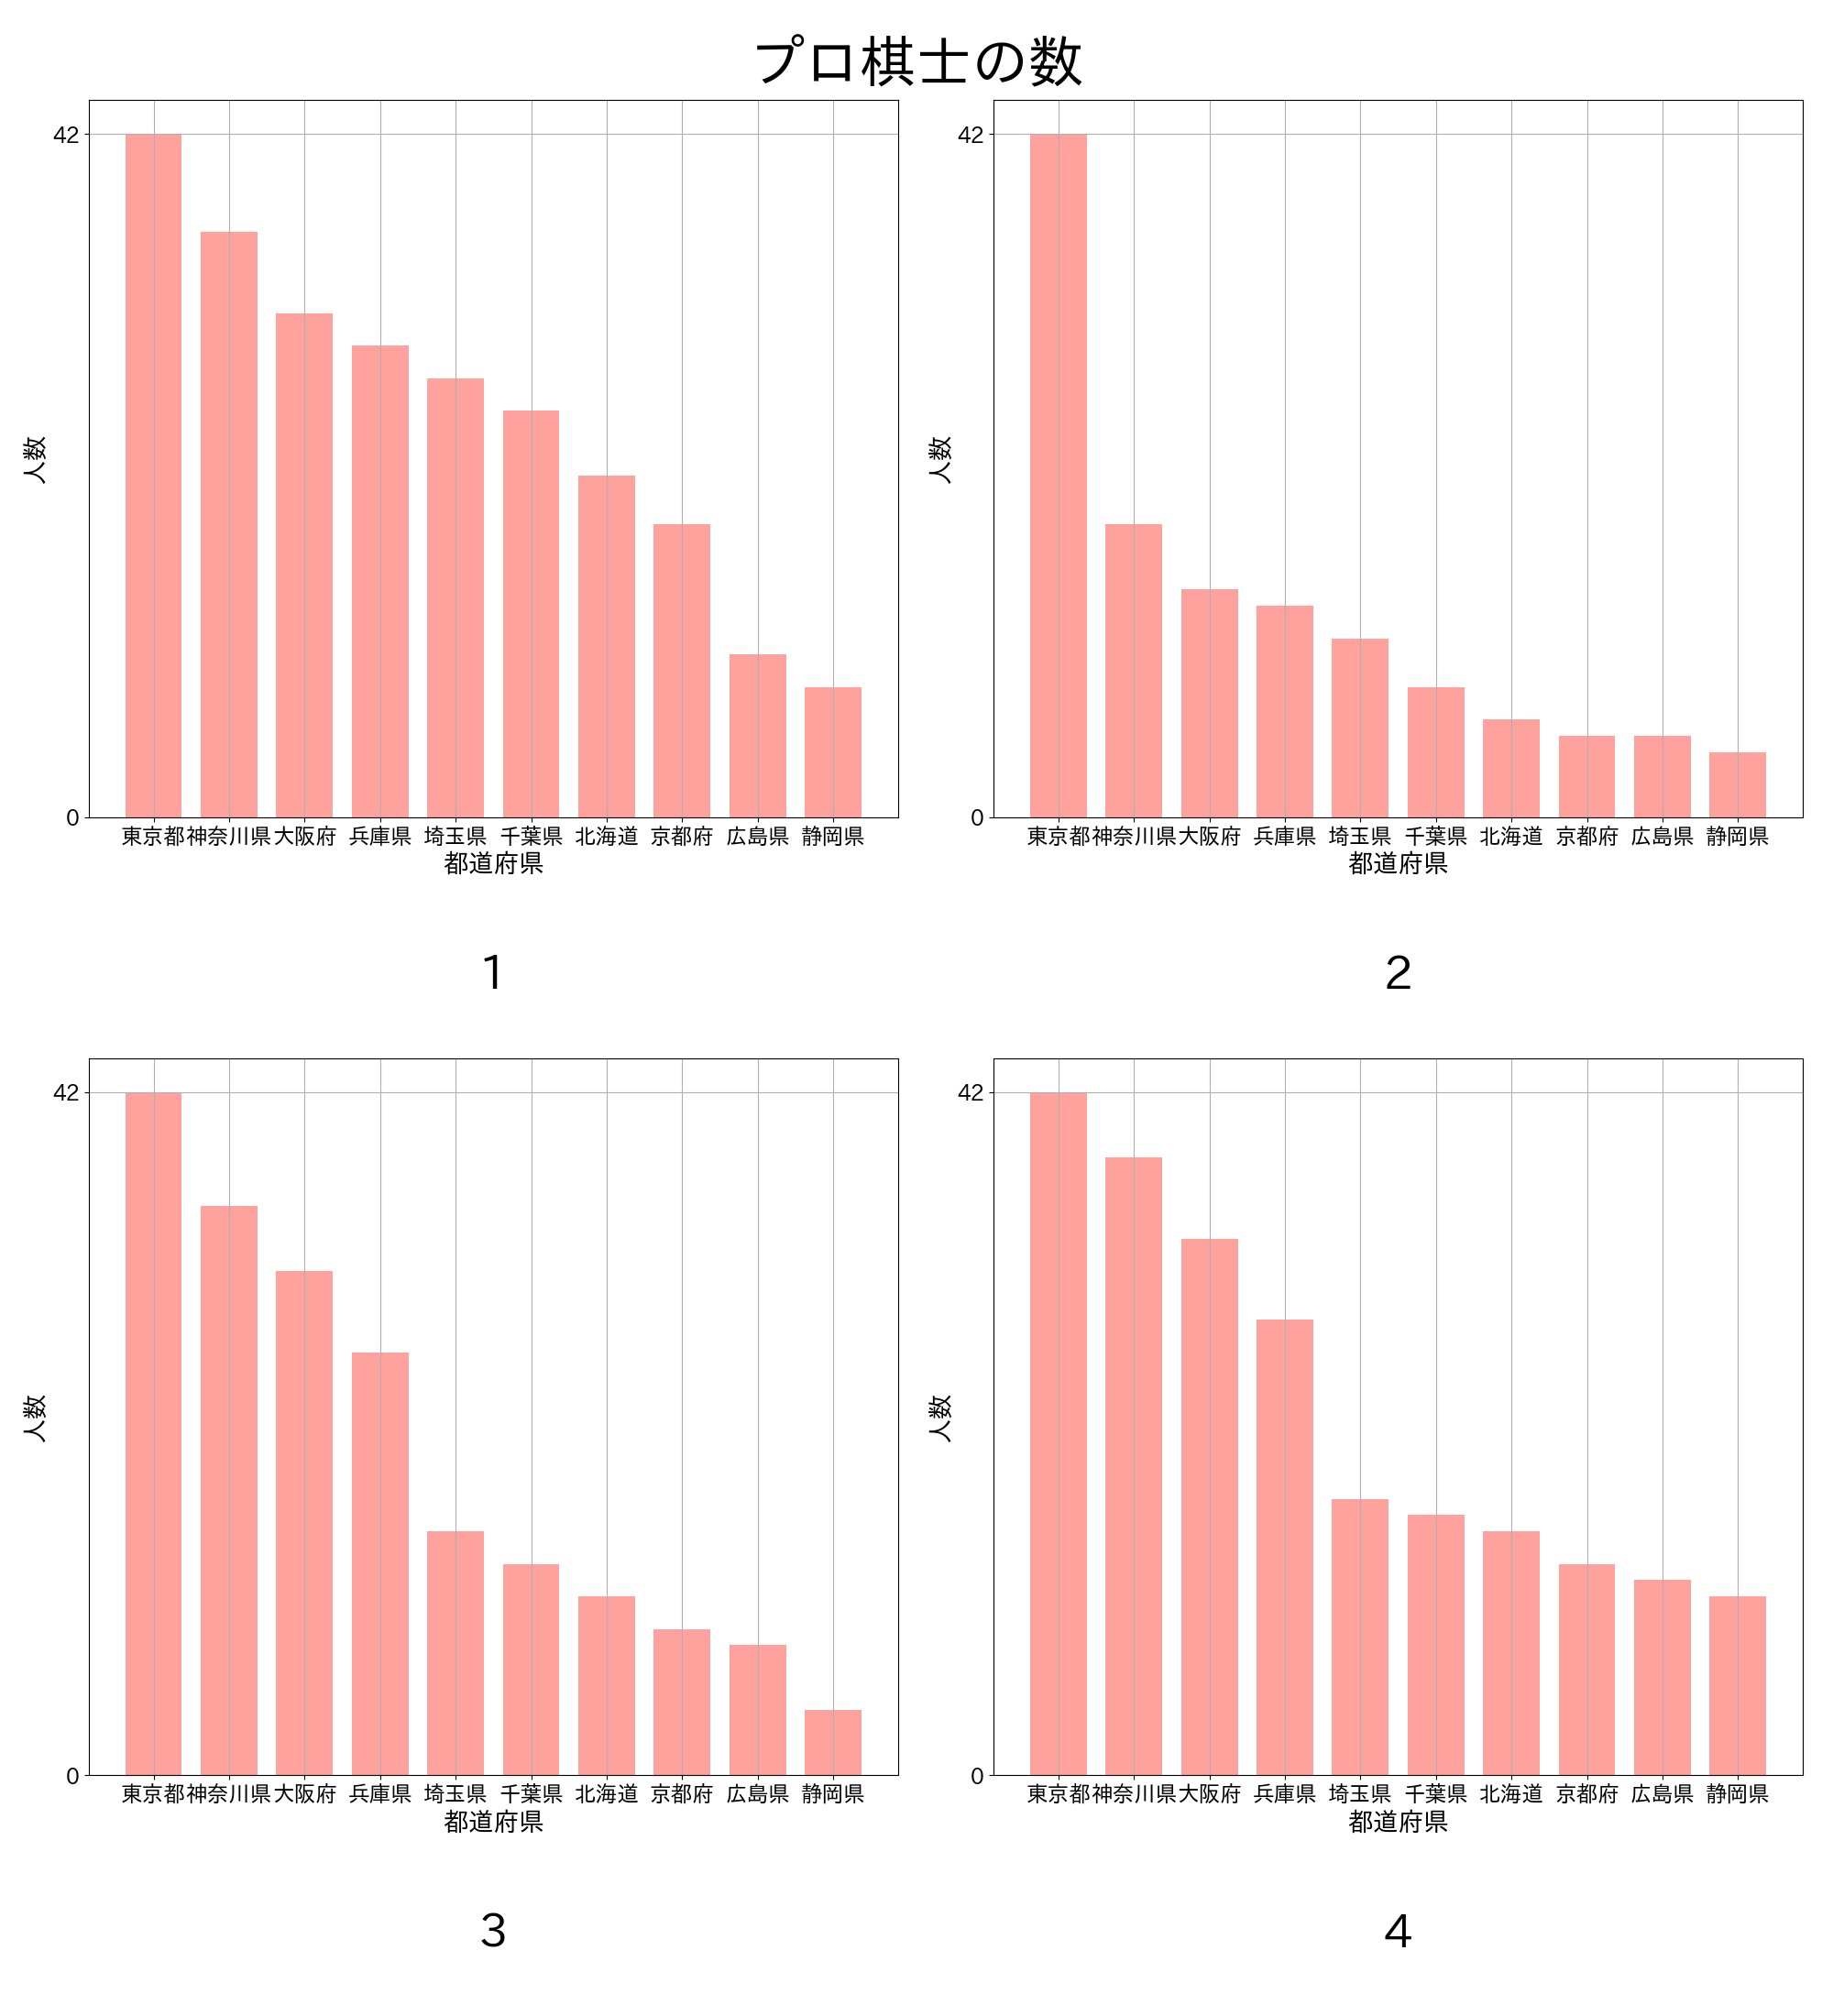 プロ棋士の数
42
0
人数
東京都 神奈川県 大阪府 兵庫県 埼玉県 千葉県 北海道 京都府 広島県 静岡県
都道府県
1
42
0
人数
東京都 神奈川県 大阪府 兵庫県 埼玉県 千葉県 北海道 京都府 広島県 静岡県
都道府県
2
42
0
人数
東京都 神奈川県 大阪府 兵庫県 埼玉県 千葉県 北海道 京都府 広島県 静岡県
都道府県
3
42
0
人数
東京都 神奈川県 大阪府 兵庫県 埼玉県 千葉県 北海道 京都府 広島県 静岡県
都道府県
4